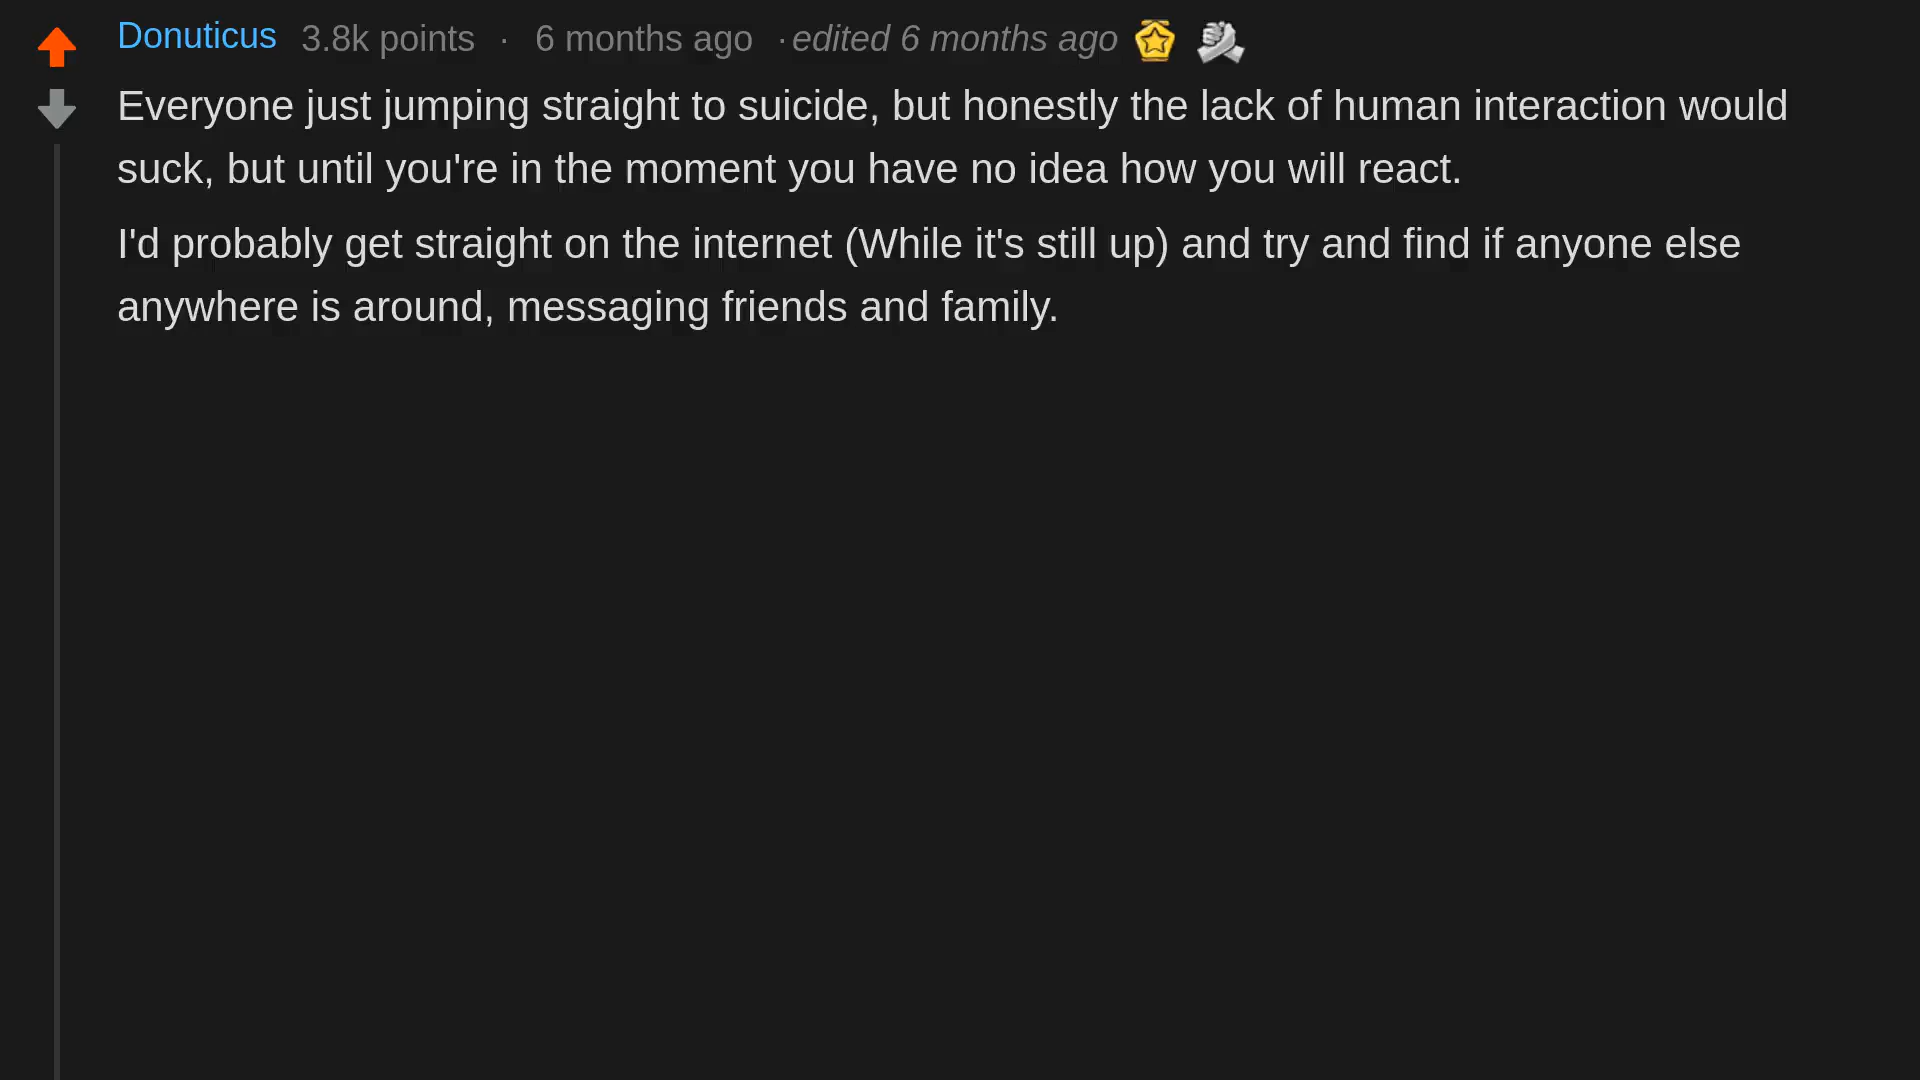 Donuticus 3.8k points · 6 months ago ·edited 6 months ago
Everyone just jumping straight to suicide, but honestly the lack of human interaction would
suck, but until you're in the moment you have no idea how you will react.
I'd probably get straight on the internet (While it's still up) and try and find if anyone else
anywhere is around, messaging friends and family.